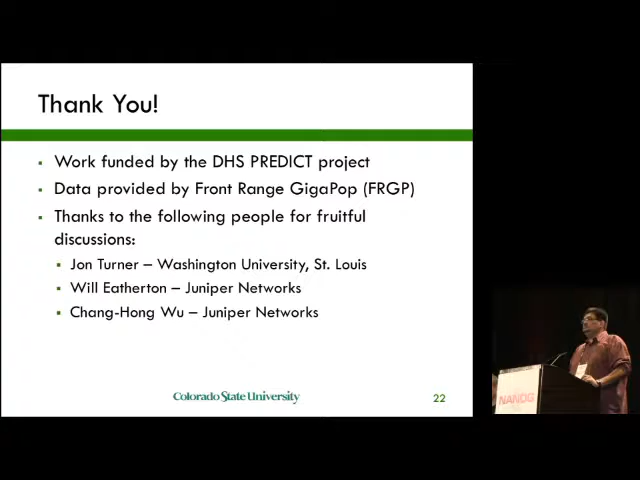 Thank You!
Work funded by the DHS PREDICT project
Data provided by Front Range GigaPop (FRGP)
Thanks to the following people for fruitful
discussions:
Jon Turner – Washington University, St. Louis
Will Eatherton – Juniper Networks
Chang-Hong Wu – Juniper Networks
Colorado State University
22
NANOG